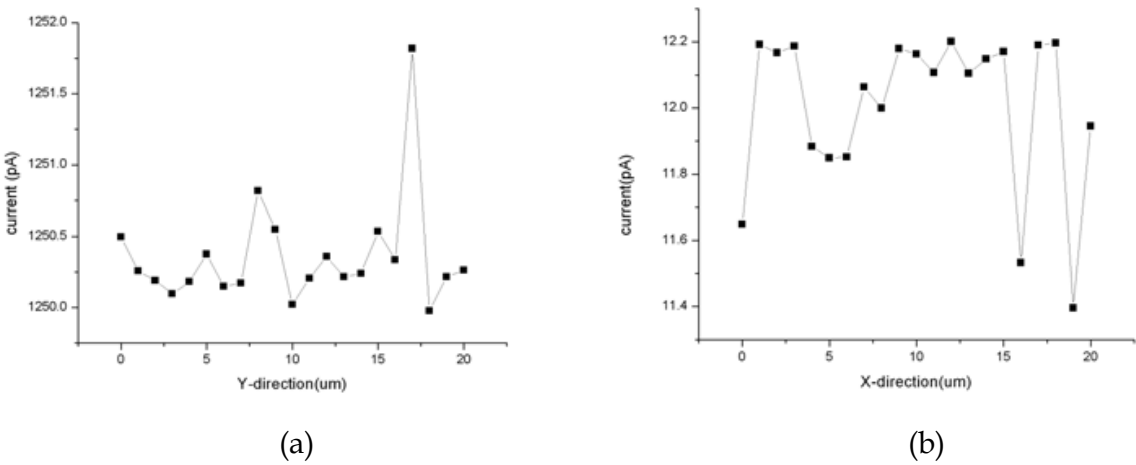 1252.0
1251.5
1251.0
1250.5
1250.0
current (pA)
0 5 10 15 20
Y-direction(um)
(a)
12.2
12.0
11.8
11.6
11.4
current(pA)
0 5 10 15 20
X-direction(um)
(b)